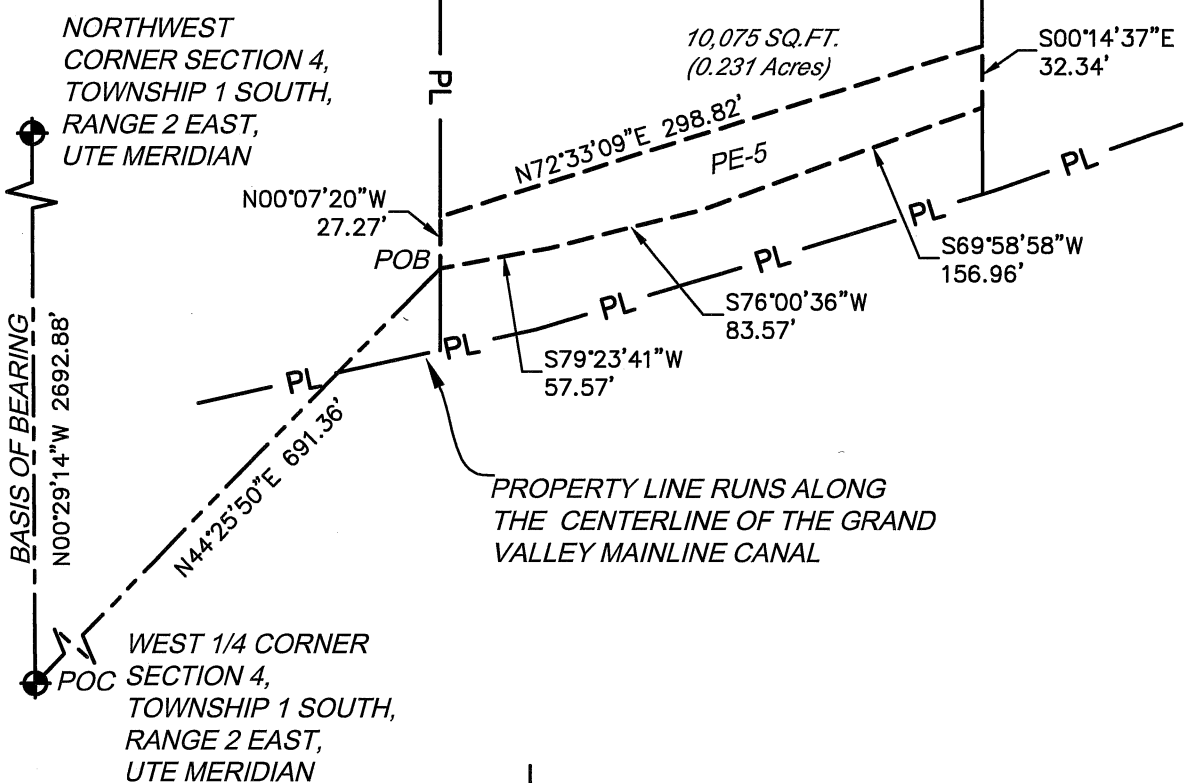 NORTHWEST
CORNER SECTION 4,
TOWNSHIP 1 SOUTH,
RANGE 2 EAST,
UTE MERIDIAN
PL
10,075 SQ.FT.
(0.231 Acres)
S00°14'37"E
32.34'
N72°33'09"E 298.82'
PE-5
PL
N00°07'20"W
27.27'
POB
PL
S69°58'58"W
156.96'
PL
S76°00'36"W
83.57'
PL
PL
S79°23'41"W
57.57'
PL
BASIS OF BEARING
N00°29'14"W 2692.88'
N44°25'50"E 691.36'
PROPERTY LINE RUNS ALONG
THE CENTERLINE OF THE GRAND
VALLEY MAINLINE CANAL
POC
WEST 1/4 CORNER
SECTION 4,
TOWNSHIP 1 SOUTH,
RANGE 2 EAST,
UTE MERIDIAN